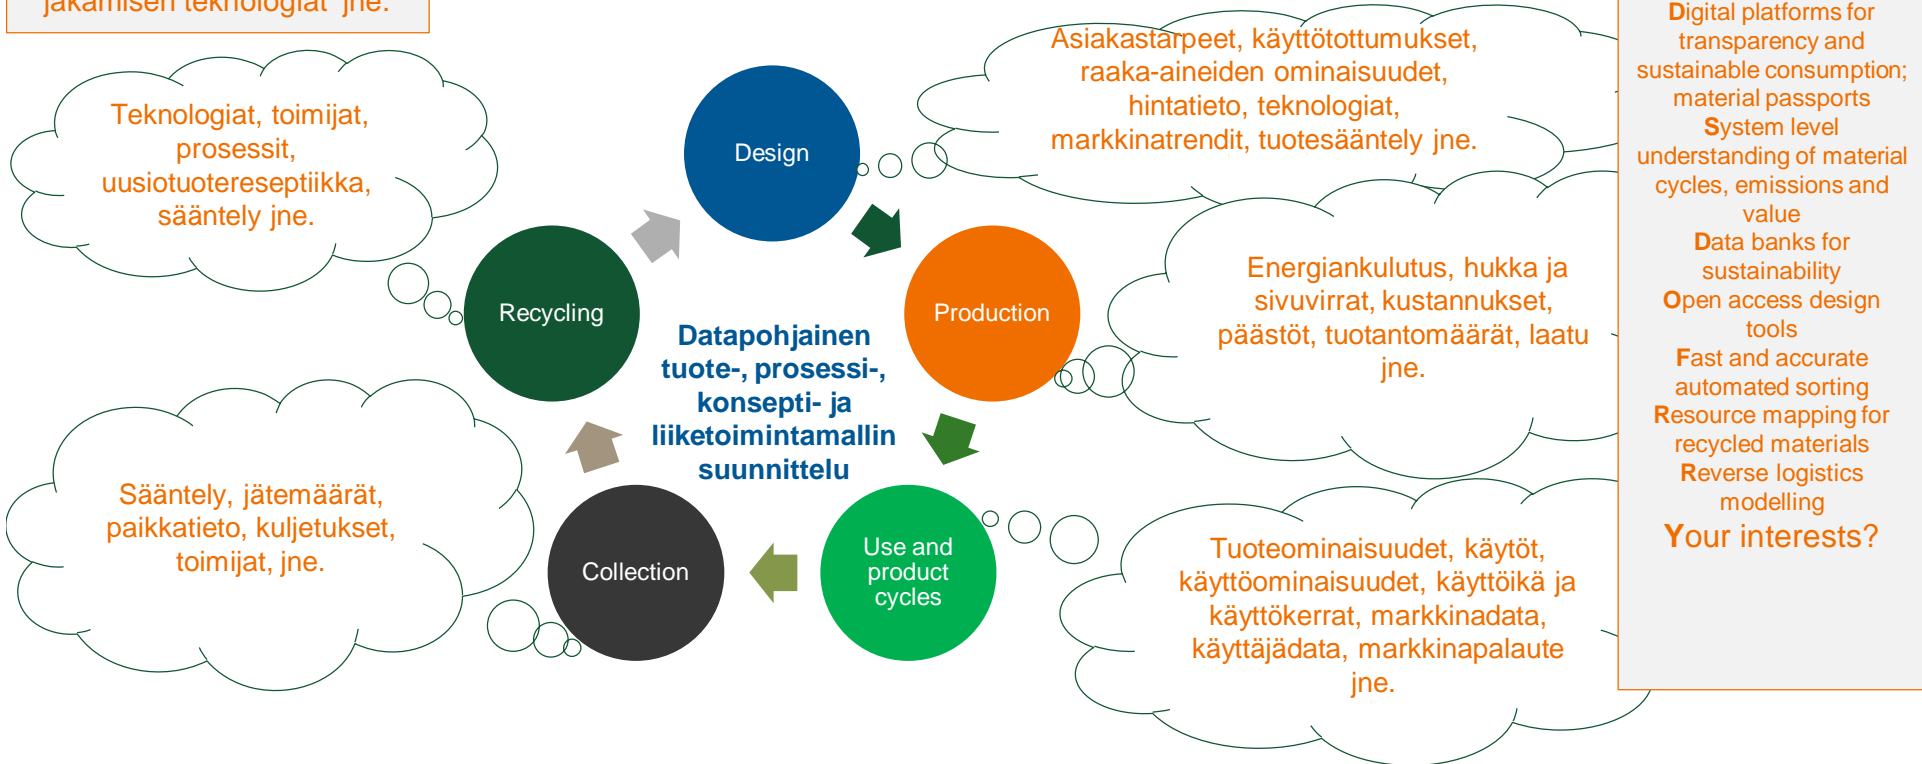 jakamisen teknologiat jne.
Teknologiat, toimijat,
prosessit,
uusiotuotereseptiikka,
sääntely jne.
Design
Asiakastarpeet, käyttötottumukset,
raaka-aineiden ominaisuudet,
hintatieto, teknologiat,
markkinatrendit, tuotesääntely jne.
Recycling
Production
Energiankulutus, hukka ja
sivuvirrat, kustannukset,
päästöt, tuotantomäärät, laatu
jne.
Datapohjainen
tuote-, prosessi-,
konsepti- ja
liiketoimintamallin
suunnittelu
Sääntely, jätemäärät,
paikkatieto, kuljetukset,
toimijat, jne.
Collection
Use and
product
cycles
Tuoteominaisuudet, käytöt,
käyttöominaisuudet, käyttöikä ja
käyttökerrat, markkinadata,
käyttäjädata, markkinapalaute
jne.
Digital platforms for
transparency and
sustainable consumption;
material passports
System level
understanding of material
cycles, emissions and
value
Data banks for
sustainability
Open access design
tools
Fast and accurate
automated sorting
Resource mapping for
recycled materials
Reverse logistics
modelling
Your interests?